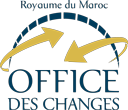 Royaume du Maroc
OFFICE
DES CHANGES